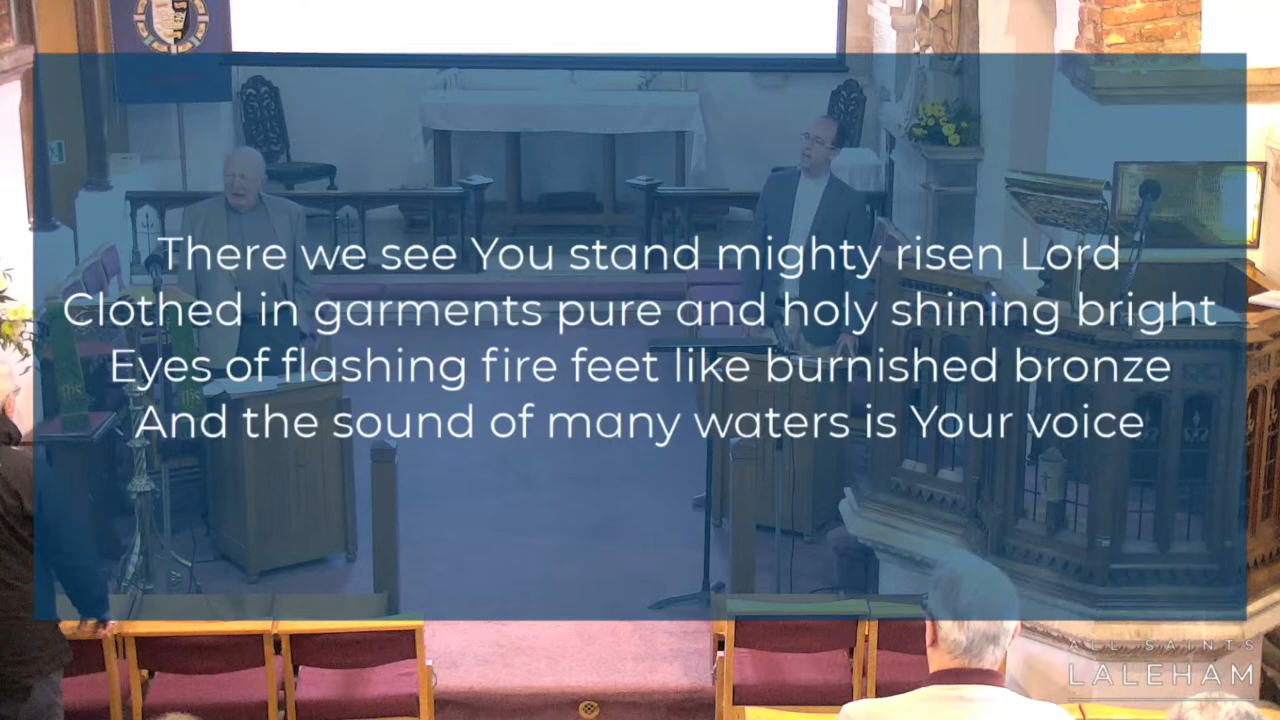 There we see You stand mighty risen Lord
Clothed in garments pure and holy shining bright
Eyes of flashing fire feet like burnished bronze
And the sound of many waters is Your voice
ALL SAINTS
LALEHAM